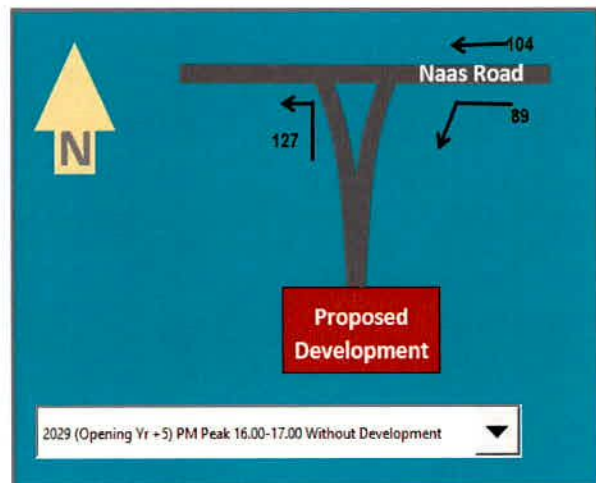 104
Naas Road
N
127
89
Proposed
Development
2029 (Opening Yr +5) PM Peak 16.00-17.00 Without Development